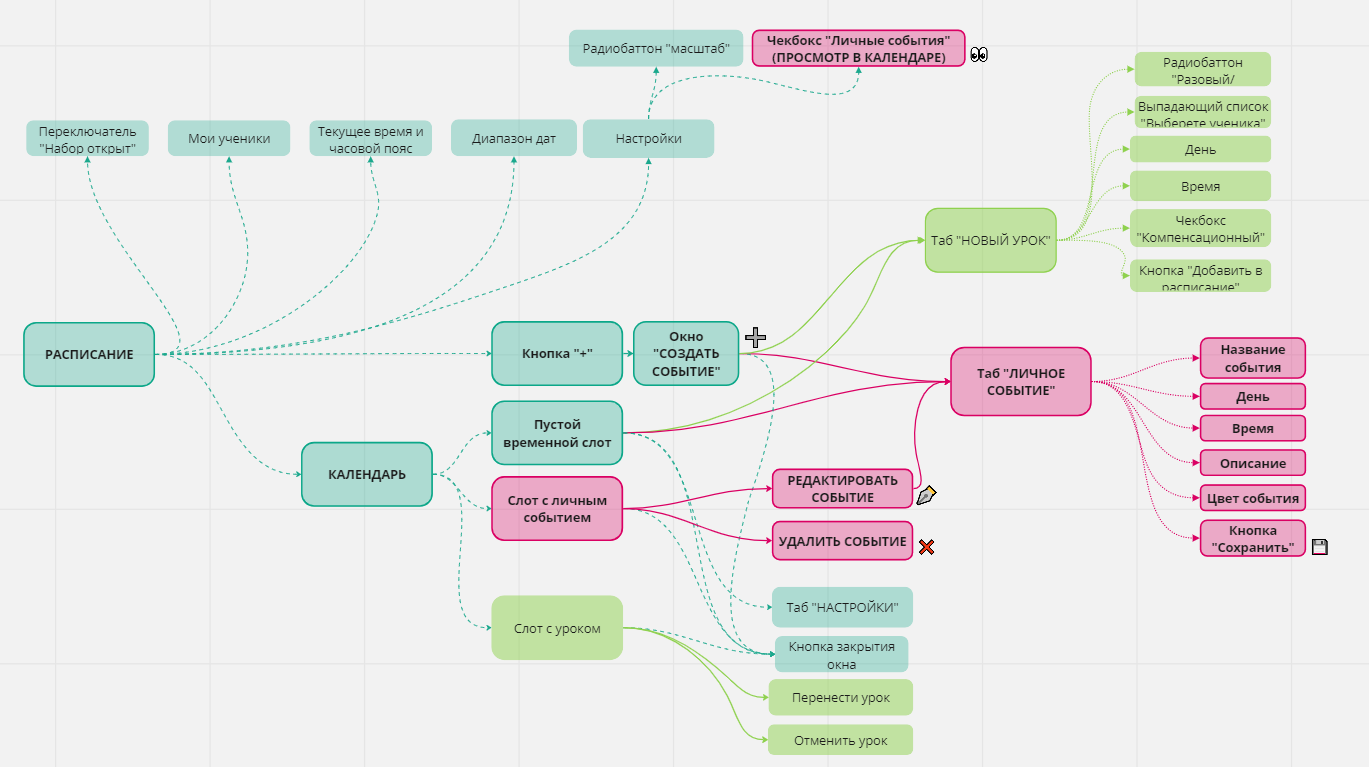 Радиобаттон "масштаб"
Чекбокс "Личные события"
(ПРОСМОТР В КАЛЕНДАРЕ)
Переключатель
"Набор открыт"
Мои ученики
Текущее время и
часовой пояс
Диапазон дат
Настройки
Радиобаттон
"Разовый/
Выпадающий список
"Выберете ученика"
День
Время
Чекбокс
"Компенсационный"
Кнопка "Добавить в
расписание"
Таб "НОВЫЙ УРОК"
РАСПИСАНИЕ
Кнопка "+"
Окно
"СОЗДАТЬ
СОБЫТИЕ"
Таб "ЛИЧНОЕ
СОБЫТИЕ"
Название
события
День
Время
Описание
Цвет события
Кнопка
"Сохранить"
Пустой
временной слот
КАЛЕНДАРЬ
Слот с личным
событием
РЕДАКТИРОВАТЬ
СОБЫТИЕ
УДАЛИТЬ СОБЫТИЕ
Таб "НАСТРОЙКИ"
Слот с уроком
Кнопка закрытия
окна
Перенести урок
Отменить урок